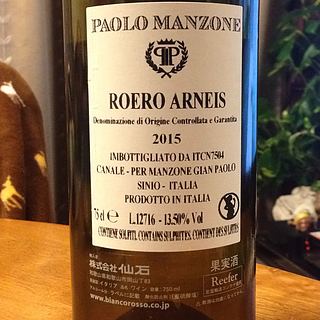 PAOLO MANZONE
ROERO ARNEIS
Denominazione di Origine Controllata e Garantita
2015
IMBOTTIGLIATO DA ITCN7504
CANALE - PER MANZONE GIAN PAOLO
SINIO - ITALIA
PRODOTTO IN ITALIA
75 cl e L.12716 - 13.50% Vol
CONTIENE SOLFITI, CONTAINS SULPHITES, CONTIENT DES SULFITES
株式会社仙石
果実酒
Reefer
750ml
www.biancorosso.co.jp